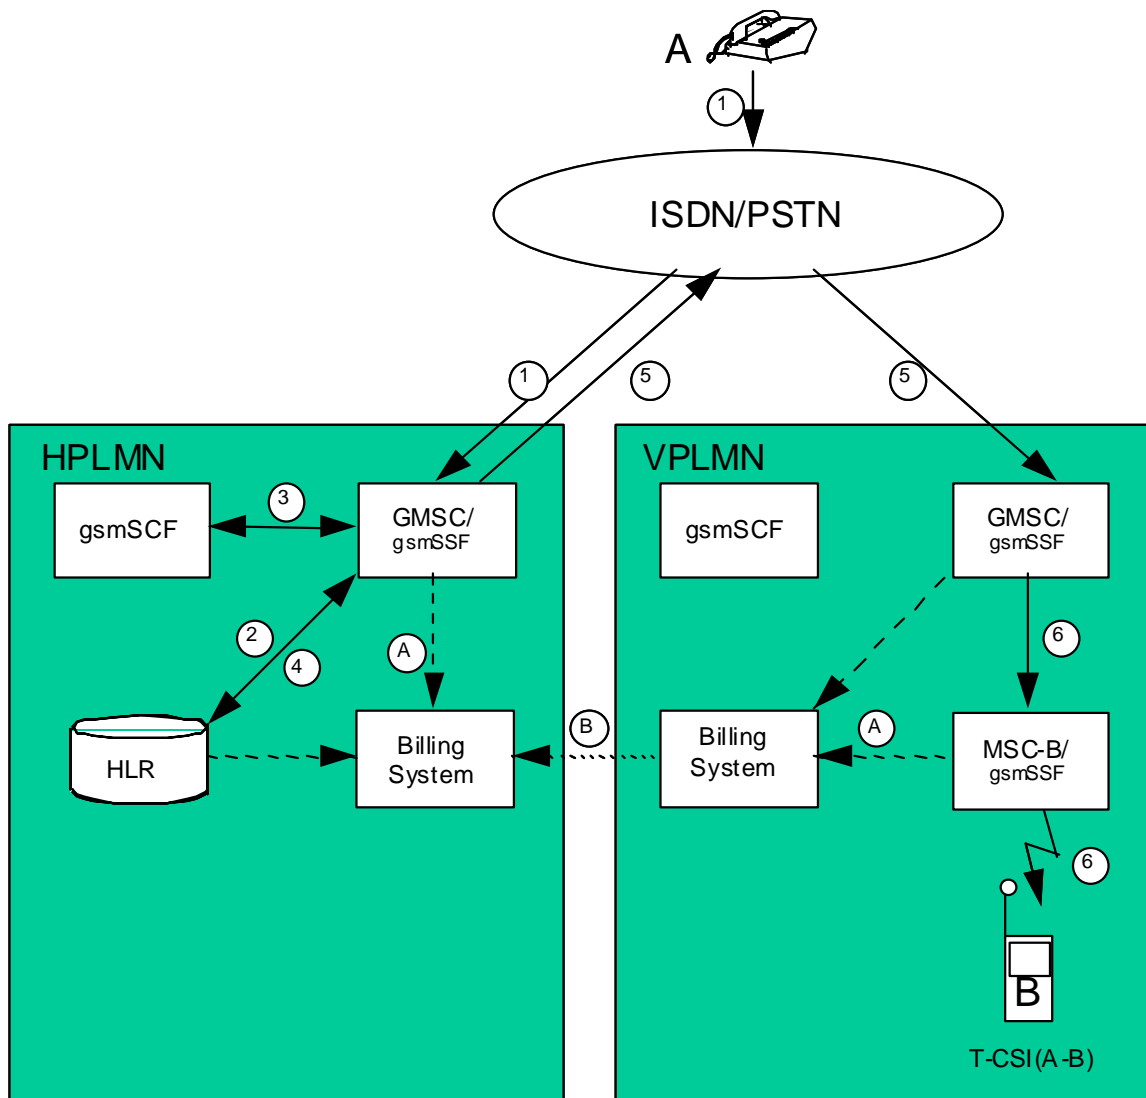 A
1
ISDN/PSTN
1
5
5
HPLMN
VPLMN
gsmSCF
3
GMSC/
gsmSSF
gsmSCF
GMSC/
gsmSSF
2
4
A
6
HLR
Billing
System
B
Billing
System
A
MSC-B/
gsmSSF
6
B
T-CSI(A-B)